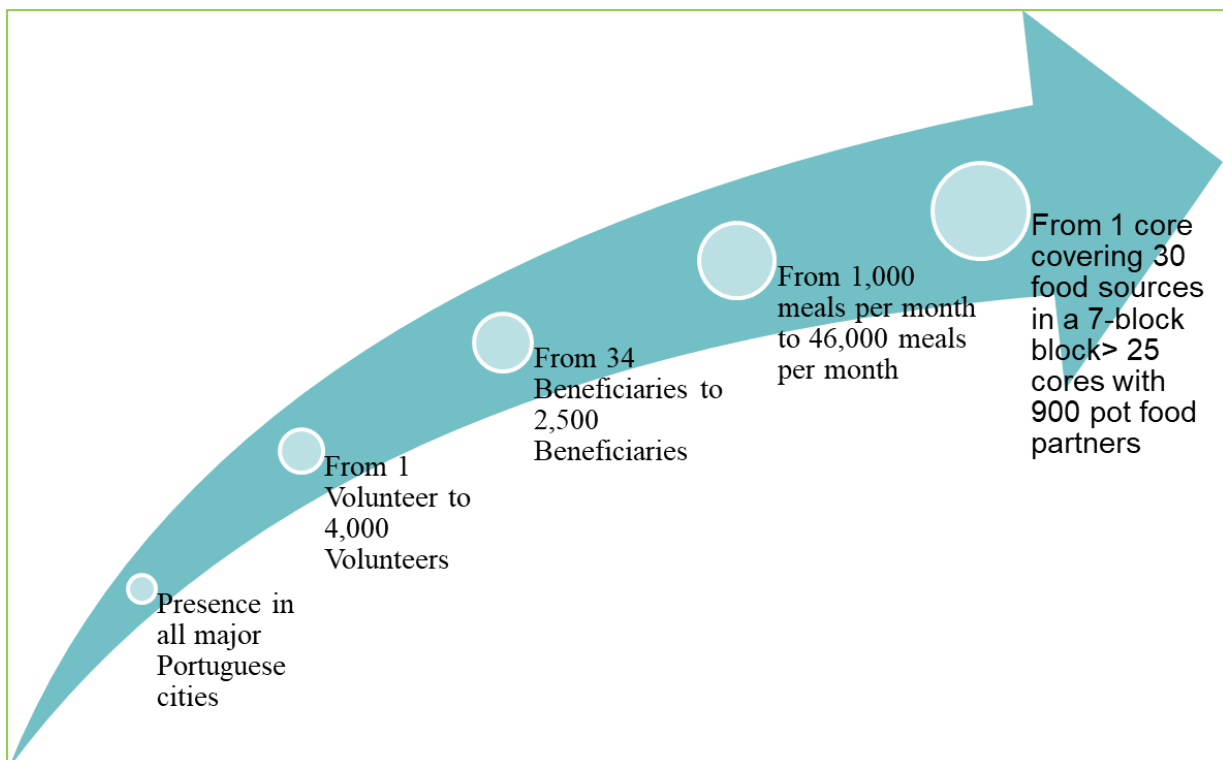 Presence in
all major
Portuguese
cities
From 1
Volunteer to
4,000
Volunteers
From 34
Beneficiaries to
2,500
Beneficiaries
From 1,000
meals per month
to 46,000 meals
per month
From 1 core
covering 30
food sources
in a 7-block
block> 25
cores with
900 pot food
partners